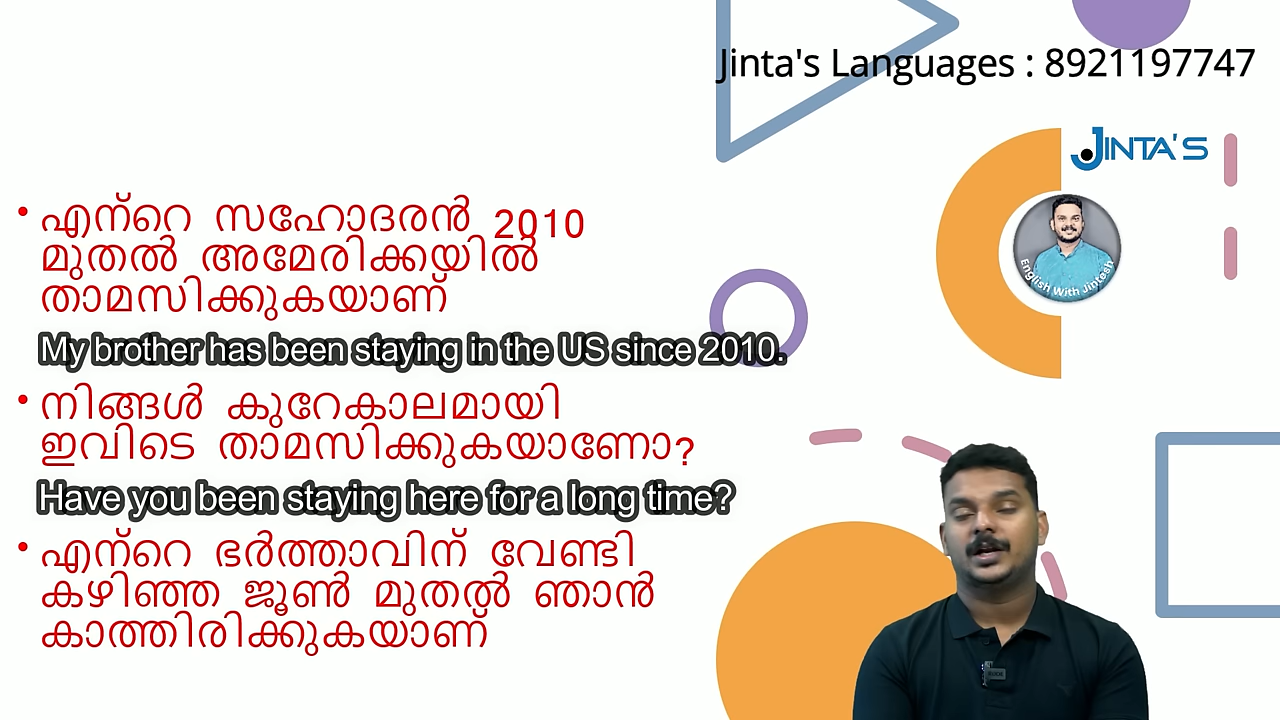 Jinta's Languages : 8921197747
JINTA'S
English With Jintesh
• എന്റെ സഹോദരൻ 2010
മുതൽ അമേരിക്കയിൽ
താമസിക്കുകയാണ്
My brother has been staying in the US since 2010.
• നിങ്ങൾ കുറേകാലമായി
ഇവിടെ താമസിക്കുകയാണോ?
Have you been staying here for a long time?
• എന്റെ ഭർത്താവിന് വേണ്ടി
കഴിഞ്ഞ ജൂൺ മുതൽ ഞാൻ
കാത്തിരിക്കുകയാണ്